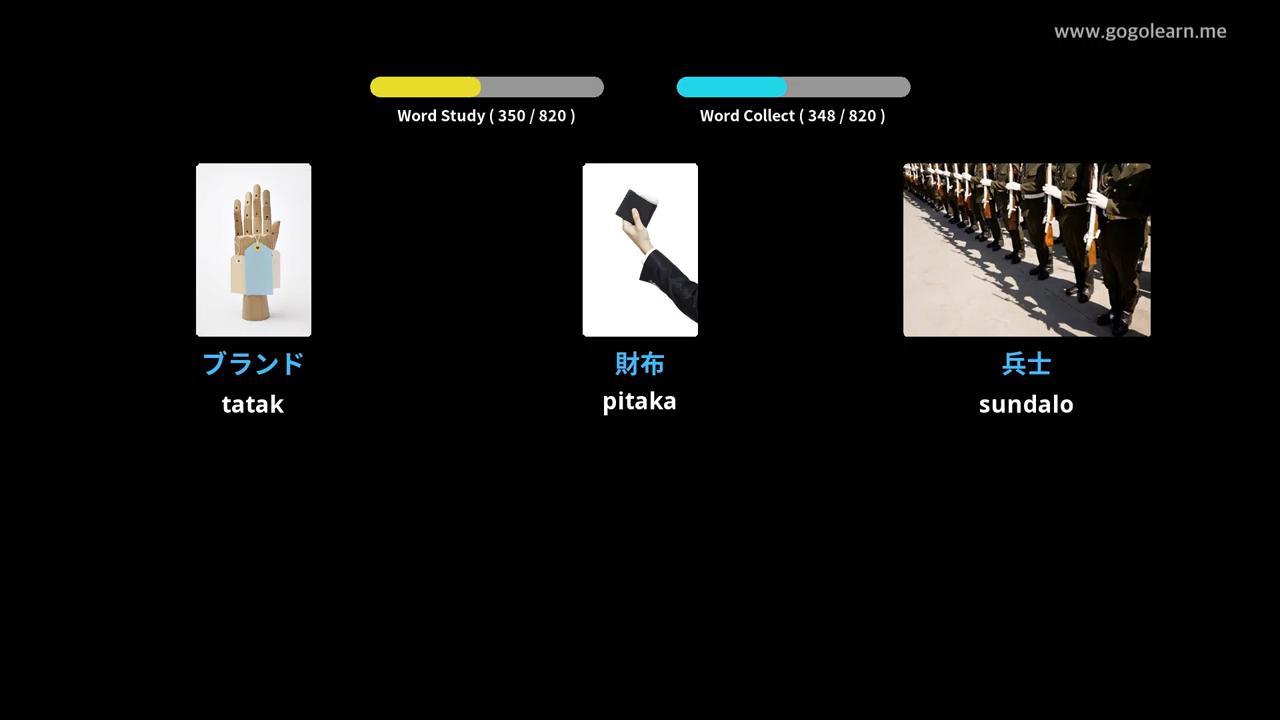 www.gogolearn.me
Word Study ( 350 / 820 )
Word Collect ( 348 / 820 )
ブランド
財布
兵士
tatak
pitaka
sundalo